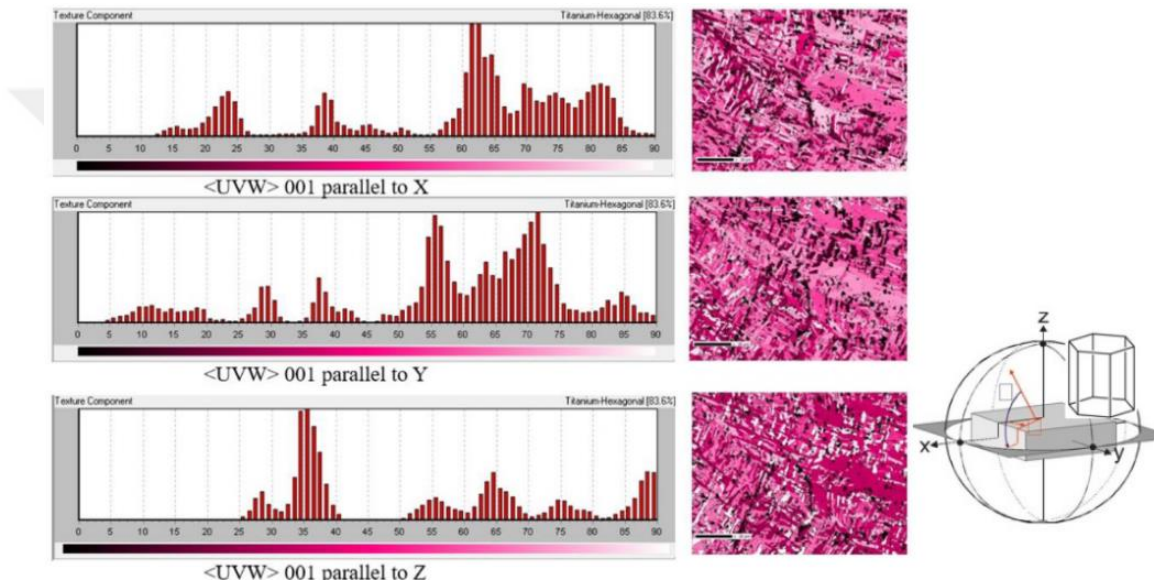 Texture Component Titanium-Hexagonal [83.6%]
0 5 10 15 20 25 30 35 40 45 50 55 60 65 70 75 80 85 90
<UVW> 001 parallel to X
Texture Component Titanium-Hexagonal [83.6%]
0 5 10 15 20 25 30 35 40 45 50 55 60 65 70 75 80 85 90
<UVW> 001 parallel to Y
Texture Component Titanium-Hexagonal [83.6%]
0 5 10 15 20 25 30 35 40 45 50 55 60 65 70 75 80 85 90
<UVW> 001 parallel to Z
z
x
y